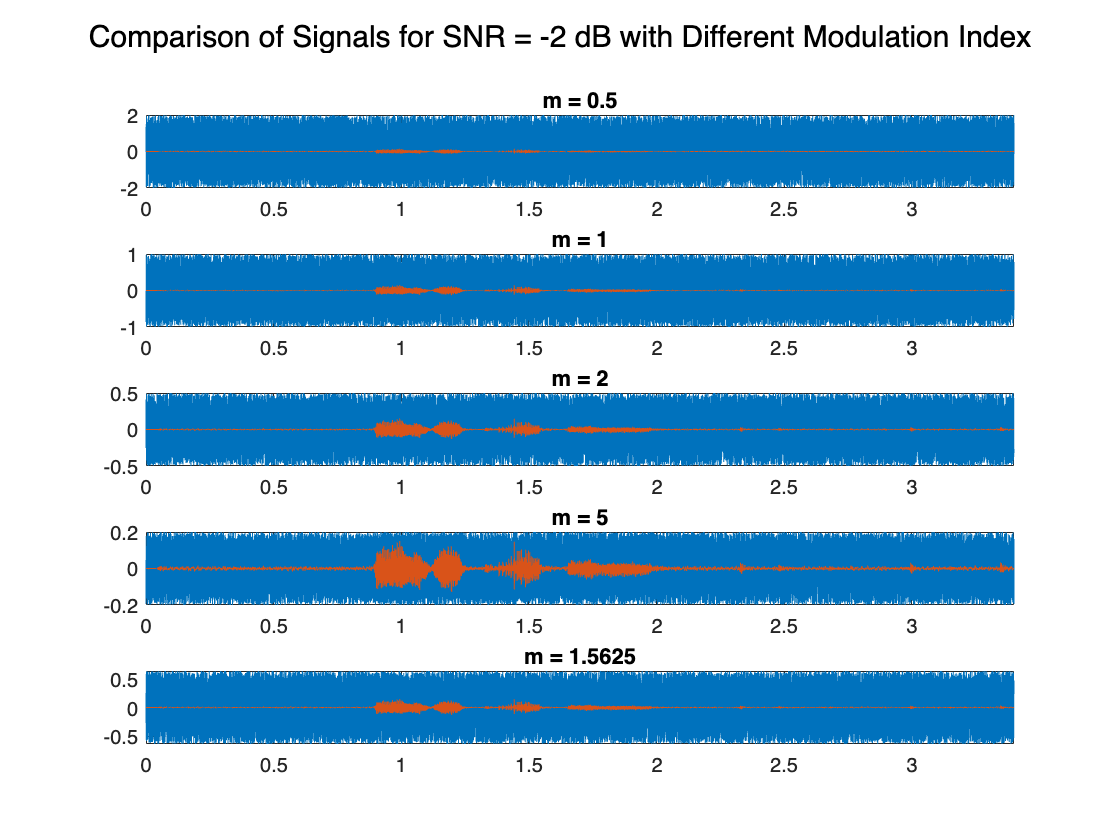 Comparison of Signals for SNR = -2 dB with Different Modulation Index
m = 0.5
2
0
-2
0 0.5 1 1.5 2 2.5 3
m = 1
1
0
-1
0 0.5 1 1.5 2 2.5 3
m = 2
0.5
0
-0.5
0 0.5 1 1.5 2 2.5 3
m = 5
0.2
0
-0.2
0 0.5 1 1.5 2 2.5 3
m = 1.5625
0.5
0
-0.5
0 0.5 1 1.5 2 2.5 3